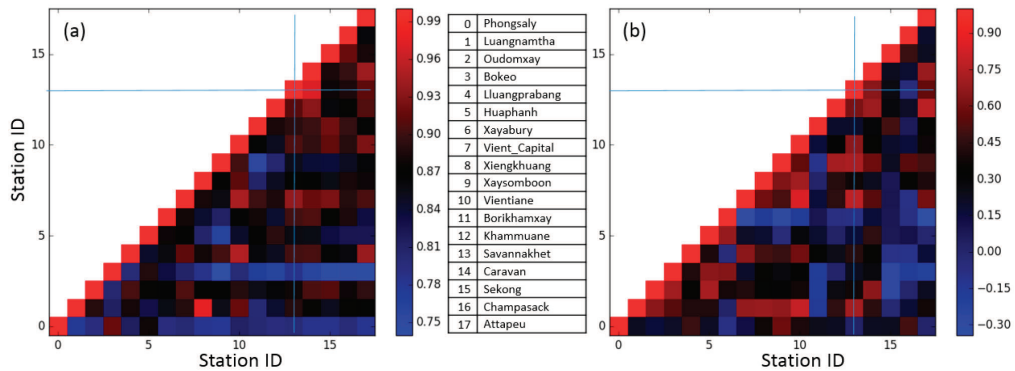 (a)
15
10
5
0
Station ID
0
5
10
15
Station ID
0.99
0.96
0.93
0.90
0.87
0.84
0.81
0.78
0.75
0 Phongsaly
1 Luangnamtha
2 Oudomxay
3 Bokeo
4 Lluangprabang
5 Huaphanh
6 Xayabury
7 Vient_Capital
8 Xiengkhuang
9 Xaysomboon
10 Vientiane
11 Borikhamxay
12 Khammuane
13 Savannakhet
14 Caravan
15 Sekong
16 Champasack
17 Attapeu
(b)
15
10
5
0
0
5
10
15
Station ID
0.90
0.75
0.60
0.45
0.30
0.15
0.00
−0.15
−0.30